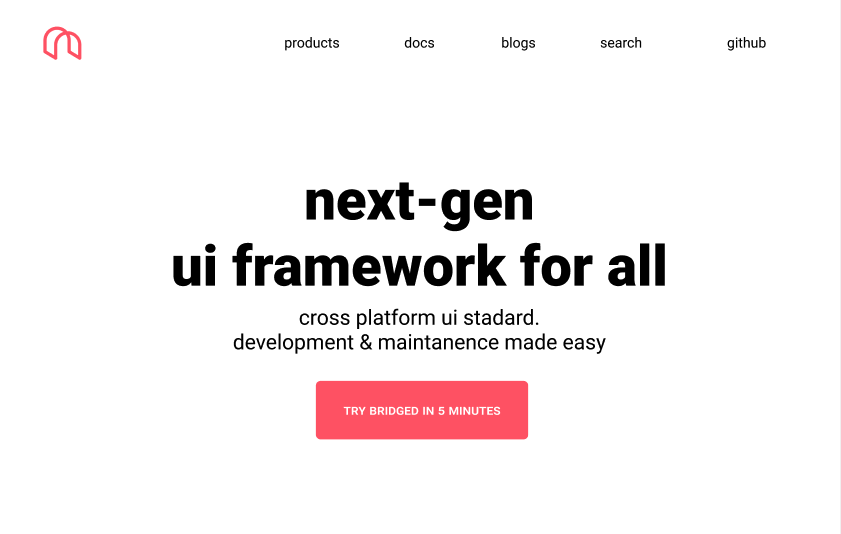 products docs blogs search github
next-gen
ui framework for all
cross platform ui stadard.
development & maintanence made easy
TRY BRIDGED IN 5 MINUTES